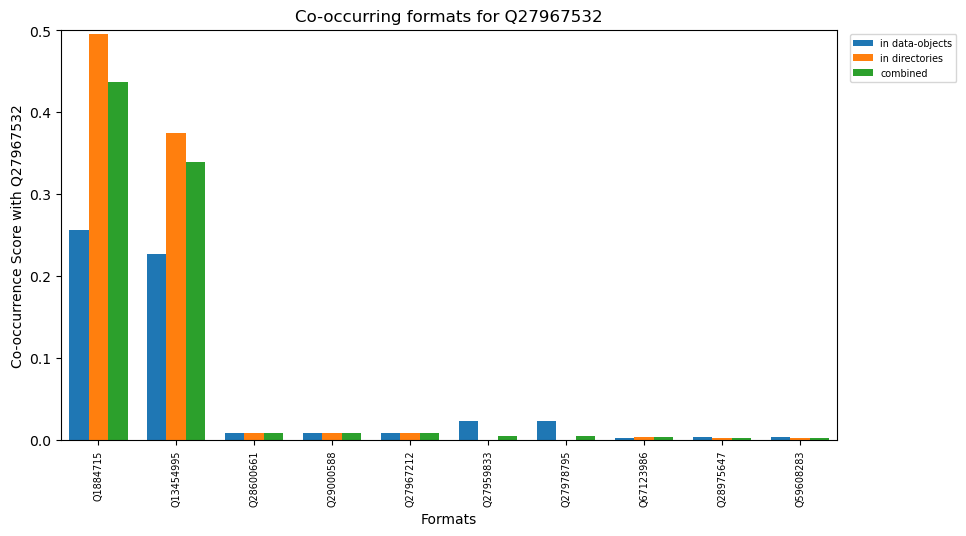 Co-occurring formats for Q27967532
in data-objects
in directories
combined
Co-occurrence Score with Q27967532
0.5
0.4
0.3
0.2
0.1
0.0
Q1884715
Q13454995
Q28600661
Q29000588
Q27967212
Q27959833
Q27978795
Q67123986
Q28975647
Q59608283
Formats